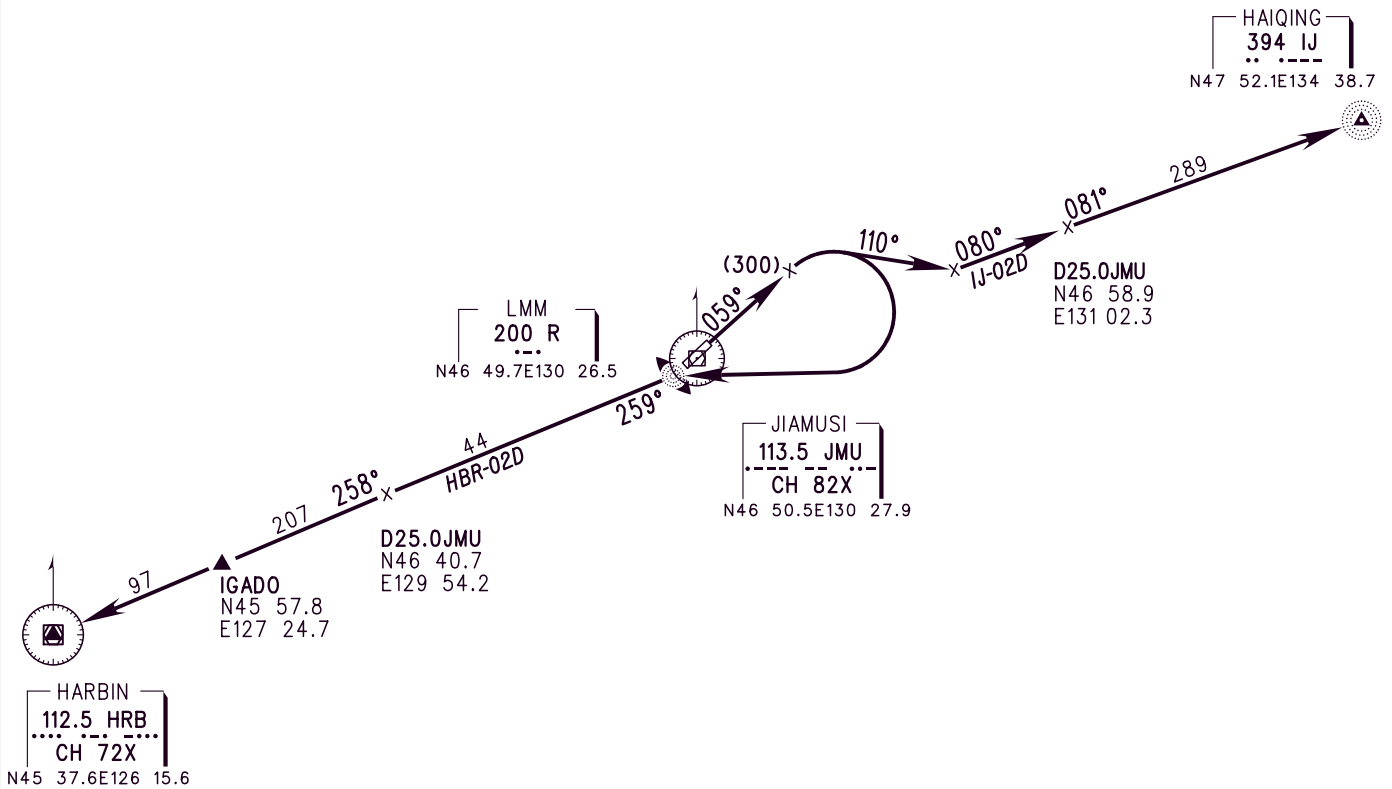 HAIQING
394 IJ
N47 52.1E134 38.7
289
081°
080°
IJ-02D
110°
(300)
059°
D25.0JMU
N46 58.9
E131 02.3
LMM
200 R
N46 49.7E130 26.5
259°
44
HBR-02D
JIAMUSI
113.5 JMU
CH 82X
N46 50.5E130 27.9
258°
207
D25.0JMU
N46 40.7
E129 54.2
97
IGADO
N45 57.8
E127 24.7
HARBIN
112.5 HRB
CH 72X
N45 37.6E126 15.6